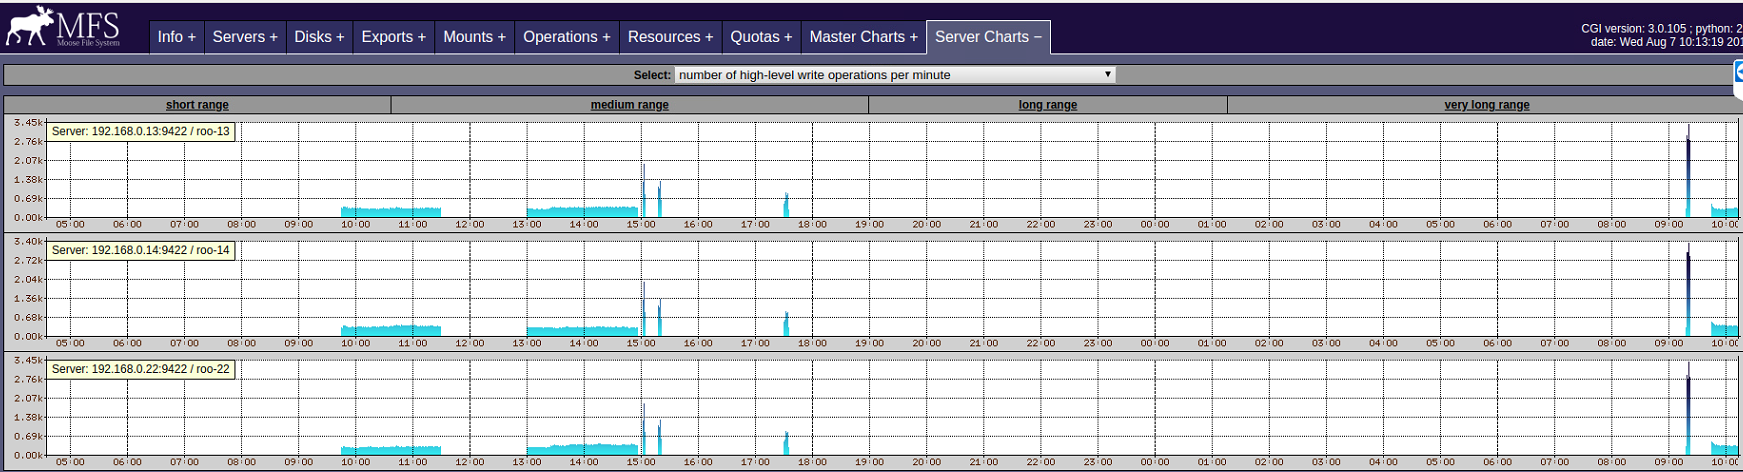 MFS
Moose File System
Info + Servers + Disks + Exports + Mounts + Operations + Resources + Quotas + Master Charts + Server Charts −
CGI version: 3.0.105 ; python: 2
date: Wed Aug 7 10:13:19 201
Select: number of high-level write operations per minute
short range medium range long range very long range
Server: 192.168.0.13:9422 / roo-13
3.45k
2.76k
2.07k
1.38k
0.69k
0.00k
05:00 06:00 07:00 08:00 09:00 10:00 11:00 12:00 13:00 14:00 15:00 16:00 17:00 18:00 19:00 20:00 21:00 22:00 23:00 00:00 01:00 02:00 03:00 04:00 05:00 06:00 07:00 08:00 09:00 10:00
Server: 192.168.0.14:9422 / roo-14
3.40k
2.72k
2.04k
1.36k
0.68k
0.00k
05:00 06:00 07:00 08:00 09:00 10:00 11:00 12:00 13:00 14:00 15:00 16:00 17:00 18:00 19:00 20:00 21:00 22:00 23:00 00:00 01:00 02:00 03:00 04:00 05:00 06:00 07:00 08:00 09:00 10:00
Server: 192.168.0.22:9422 / roo-22
3.45k
2.76k
2.07k
1.38k
0.69k
0.00k
05:00 06:00 07:00 08:00 09:00 10:00 11:00 12:00 13:00 14:00 15:00 16:00 17:00 18:00 19:00 20:00 21:00 22:00 23:00 00:00 01:00 02:00 03:00 04:00 05:00 06:00 07:00 08:00 09:00 10:00